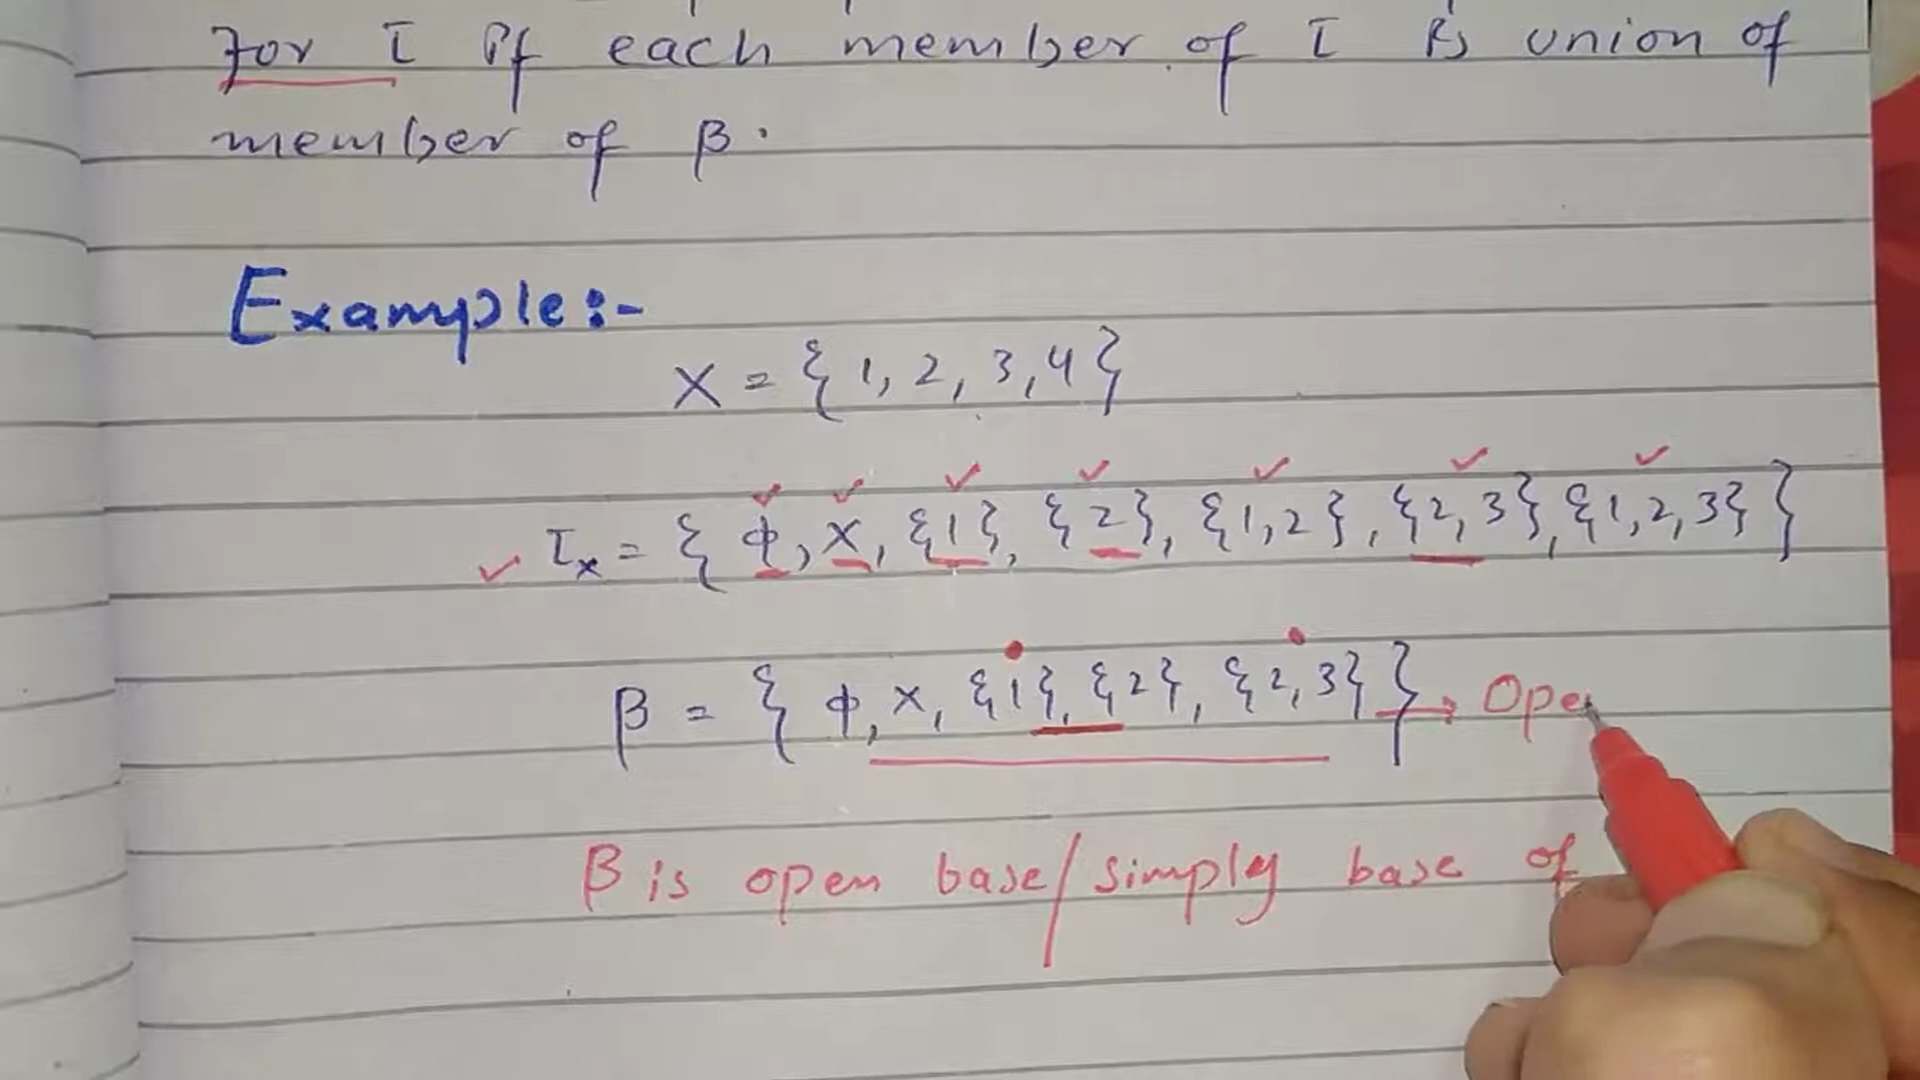 for τ if each member of τ is union of
member of β.
Example:-
X = { 1, 2, 3, 4 }
τx = { ϕ, X, {1}, {2}, {1,2}, {2,3}, {1,2,3} }
β = { ϕ, X, {1}, {2}, {2,3} } → Ope
β is open base/simply base of